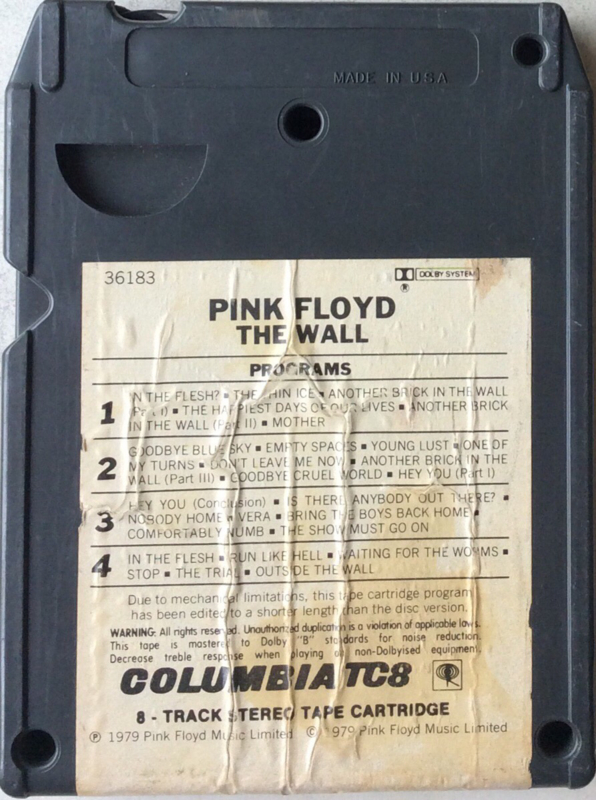 MADE IN U.S.A.
36183
DOLBY SYSTEM
®
PINK FLOYD
THE WALL
PROGRAMS
1
IN THE FLESH? ▪ THE THIN ICE ▪ ANOTHER BRICK IN THE WALL
(Part I) ▪ THE HAPPIEST DAYS OF OUR LIVES ▪ ANOTHER BRICK
IN THE WALL (Part II) ▪ MOTHER
2
GOODBYE BLUE SKY ▪ EMPTY SPACES ▪ YOUNG LUST ▪ ONE OF
MY TURNS ▪ DON'T LEAVE ME NOW ▪ ANOTHER BRICK IN THE
WALL (Part III) ▪ GOODBYE CRUEL WORLD ▪ HEY YOU (Part I)
3
HEY YOU (Conclusion) ▪ IS THERE ANYBODY OUT THERE? ▪
NOBODY HOME ▪ VERA ▪ BRING THE BOYS BACK HOME ▪
COMFORTABLY NUMB ▪ THE SHOW MUST GO ON
4
IN THE FLESH ▪ RUN LIKE HELL ▪ WAITING FOR THE WORMS ▪
STOP ▪ THE TRIAL ▪ OUTSIDE THE WALL
Due to mechanical limitations, this tape cartridge program
has been edited to a shorter length than the disc version.
WARNING: All rights reserved. Unauthorized duplication is a violation of applicable laws.
This tape is mastered to Dolby "B" standards for noise reduction.
Decrease treble response when playing on non-Dolbyised equipment.
COLUMBIA TC8
8 - TRACK STEREO TAPE CARTRIDGE
℗ 1979 Pink Floyd Music Limited © 1979 Pink Floyd Music Limited